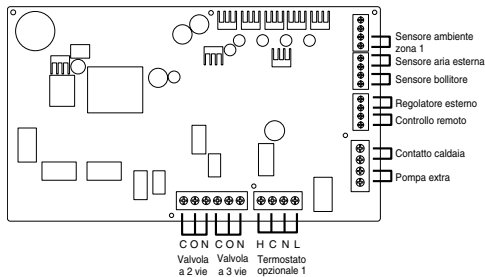 Sensore ambiente
zona 1
Sensore aria esterna
Sensore bollitore
Regolatore esterno
Controllo remoto
Contatto caldaia
Pompa extra
C O N C O N H C N L
Valvola
a 2 vie
Valvola
a 3 vie
Termostato
opzionale 1